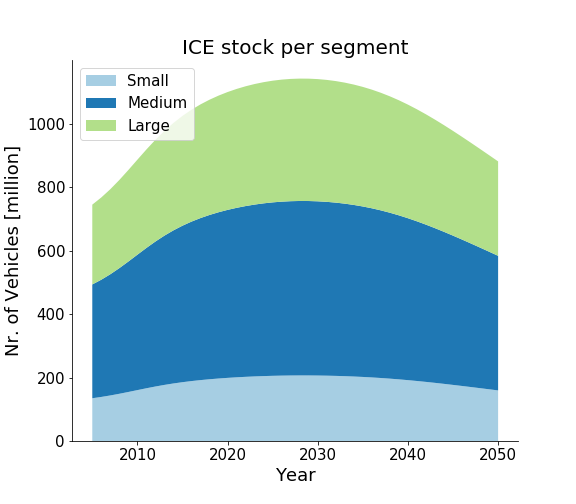 ICE stock per segment
Small
Medium
Large
Nr. of Vehicles [million]
1000
800
600
400
200
0
2010 2020 2030 2040 2050
Year